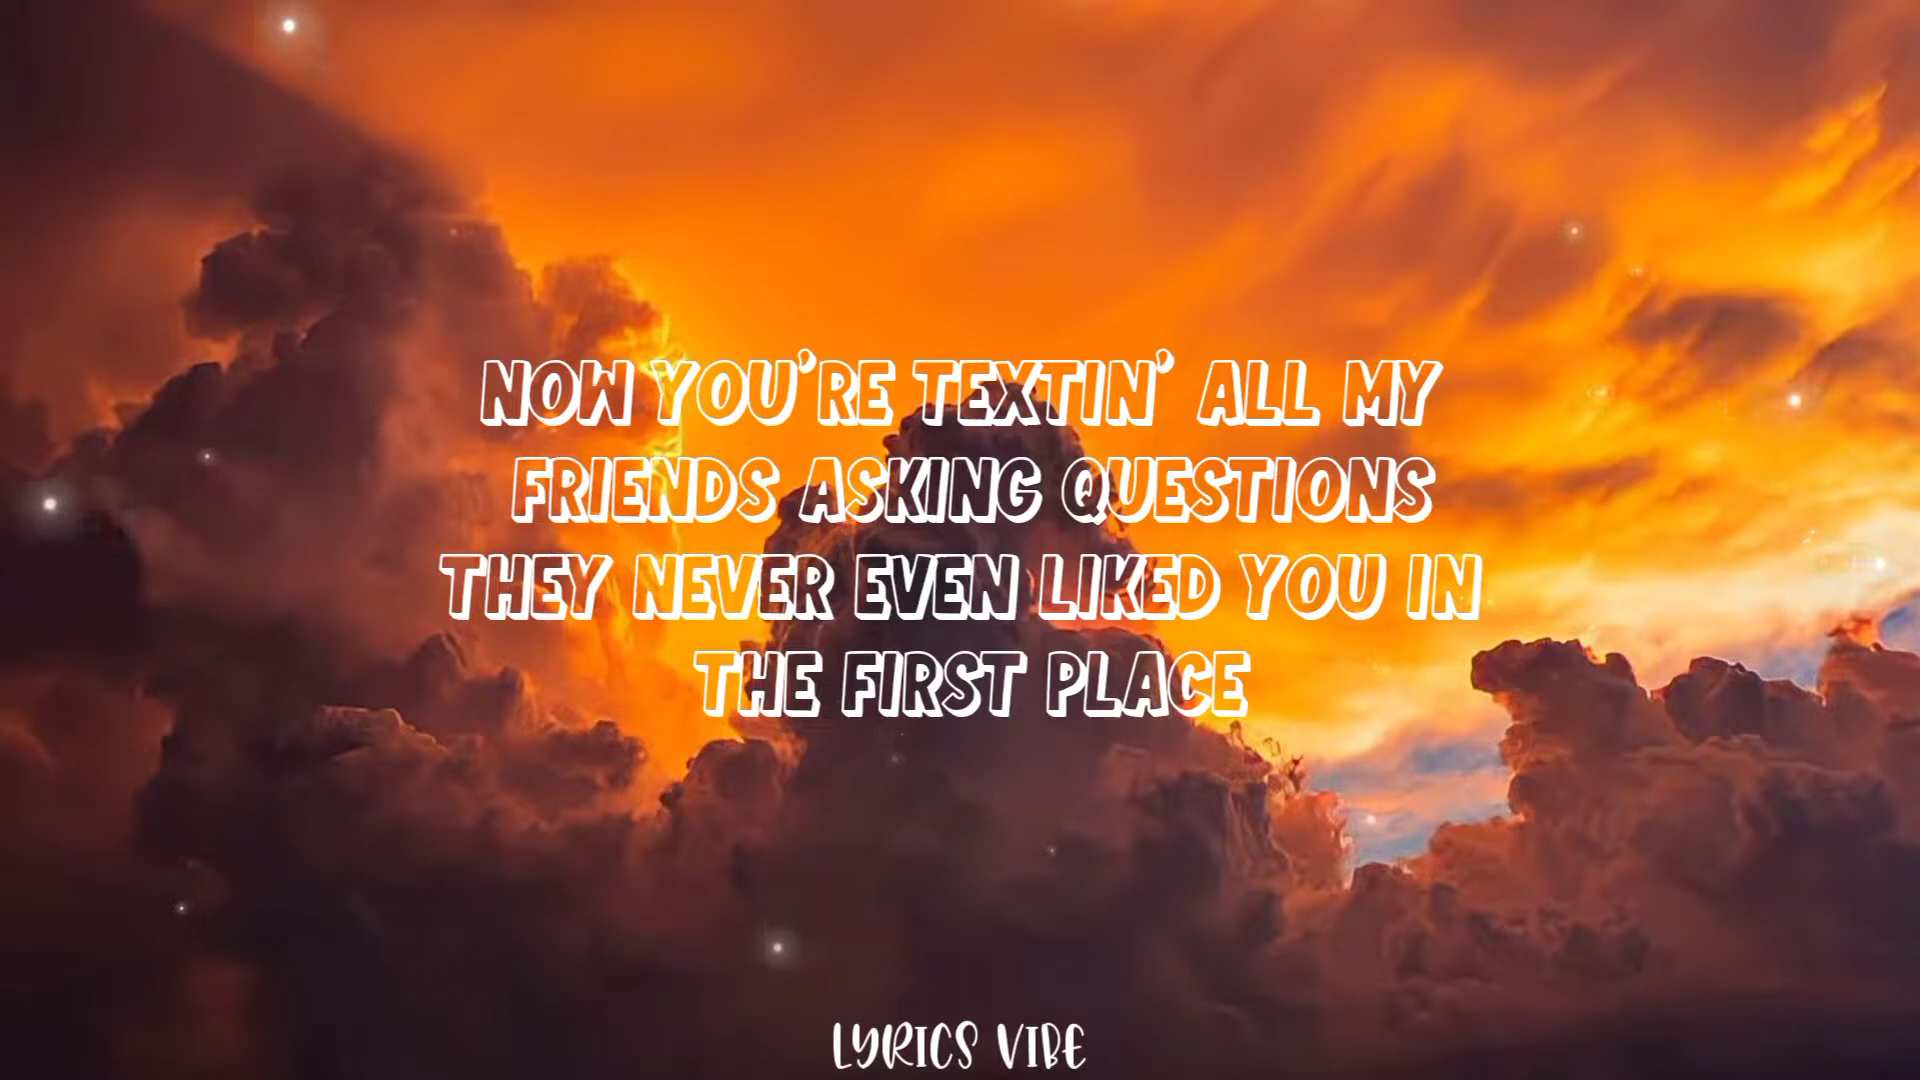 NOW YOU'RE TEXTIN' ALL MY
FRIENDS ASKING QUESTIONS
THEY NEVER EVEN LIKED YOU IN
THE FIRST PLACE
LYRICS VIBE